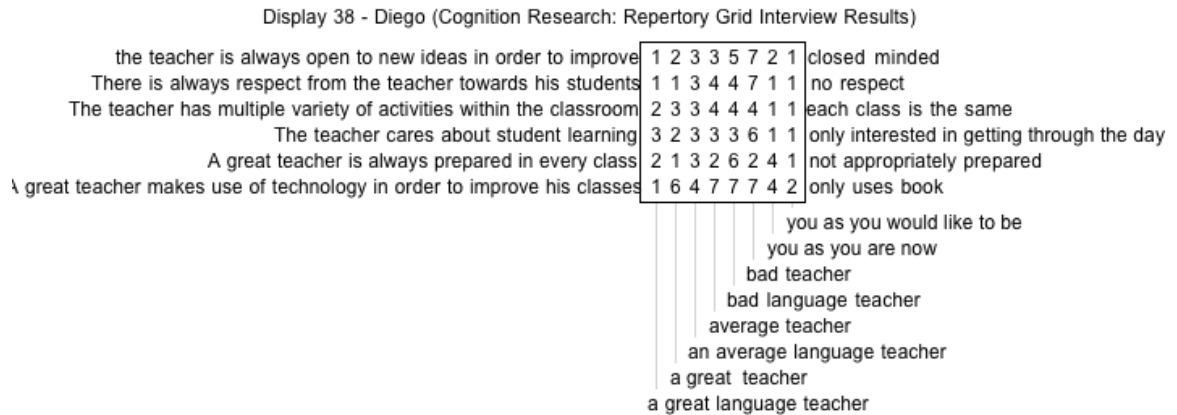 Display 38 - Diego (Cognition Research: Repertory Grid Interview Results)
the teacher is always open to new ideas in order to improve 1 2 3 3 5 7 2 1 closed minded
There is always respect from the teacher towards his students 1 1 3 4 4 7 1 1 no respect
The teacher has multiple variety of activities within the classroom 2 3 3 4 4 4 1 1 each class is the same
The teacher cares about student learning 3 2 3 3 3 6 1 1 only interested in getting through the day
A great teacher is always prepared in every class 2 1 3 2 6 2 4 1 not appropriately prepared
great teacher makes use of technology in order to improve his classes 1 6 4 7 7 7 4 2 only uses book
you as you would like to be
you as you are now
bad teacher
bad language teacher
average teacher
an average language teacher
a great teacher
a great language teacher